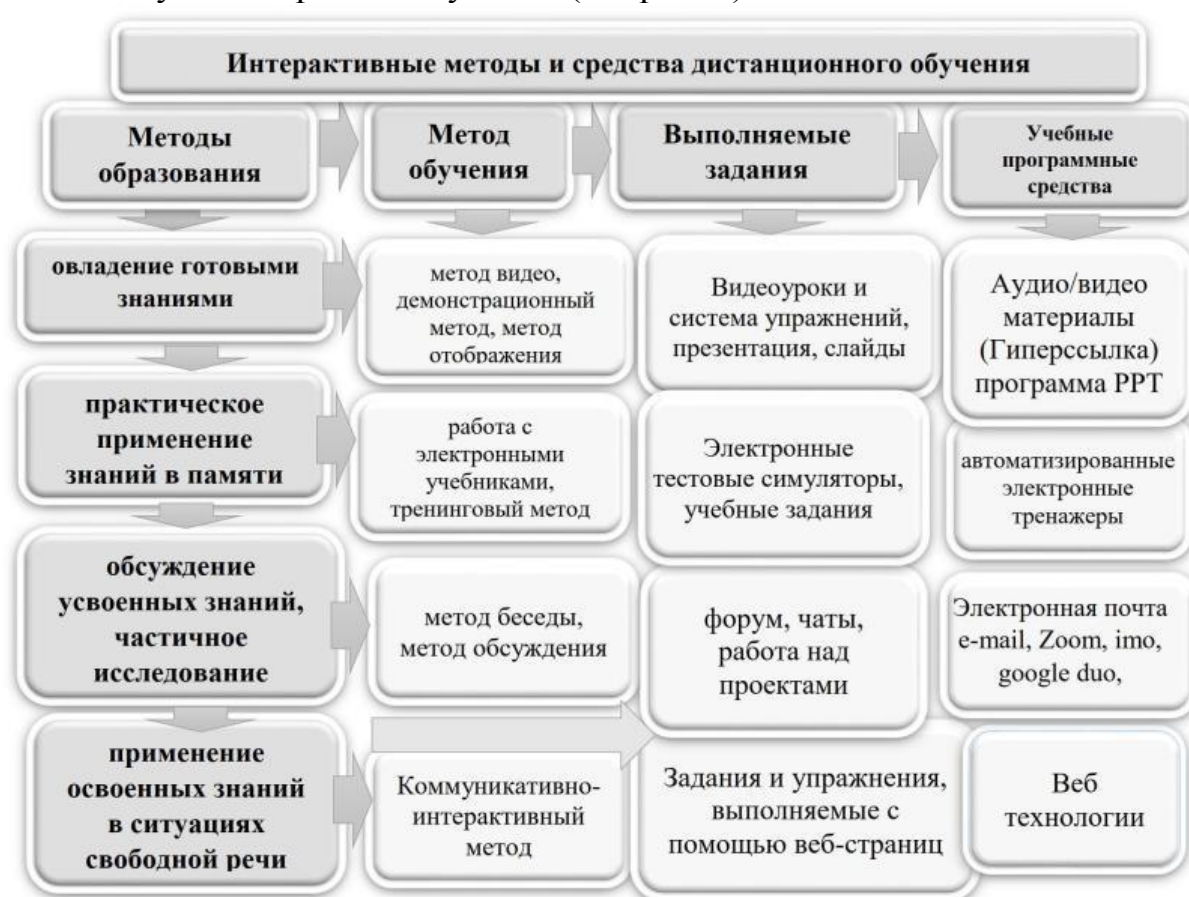 Интерактивные методы и средства дистанционного обучения
Методы
образования
Метод
обучения
Выполняемые
задания
Учебные
программные
средства
овладение готовыми
знаниями
метод видео,
демонстрационный
метод, метод
отображения
Видеоуроки и
система упражнений,
презентация, слайды
Аудио/видео
материалы
(Гиперссылка)
программа PPT
практическое
применение
знаний в памяти
работа с
электронными
учебниками,
тренинговый метод
Электронные
тестовые симуляторы,
учебные задания
автоматизированные
электронные
тренажеры
обсуждение
усвоенных знаний,
частичное
исследование
метод беседы,
метод обсуждения
форум, чаты,
работа над
проектами
Электронная почта
e-mail, Zoom, imo,
google duo,
применение
освоенных знаний
в ситуациях
свободной речи
Коммуникативно-
интерактивный
метод
Задания и упражнения,
выполняемые с
помощью веб-страниц
Веб
технологии